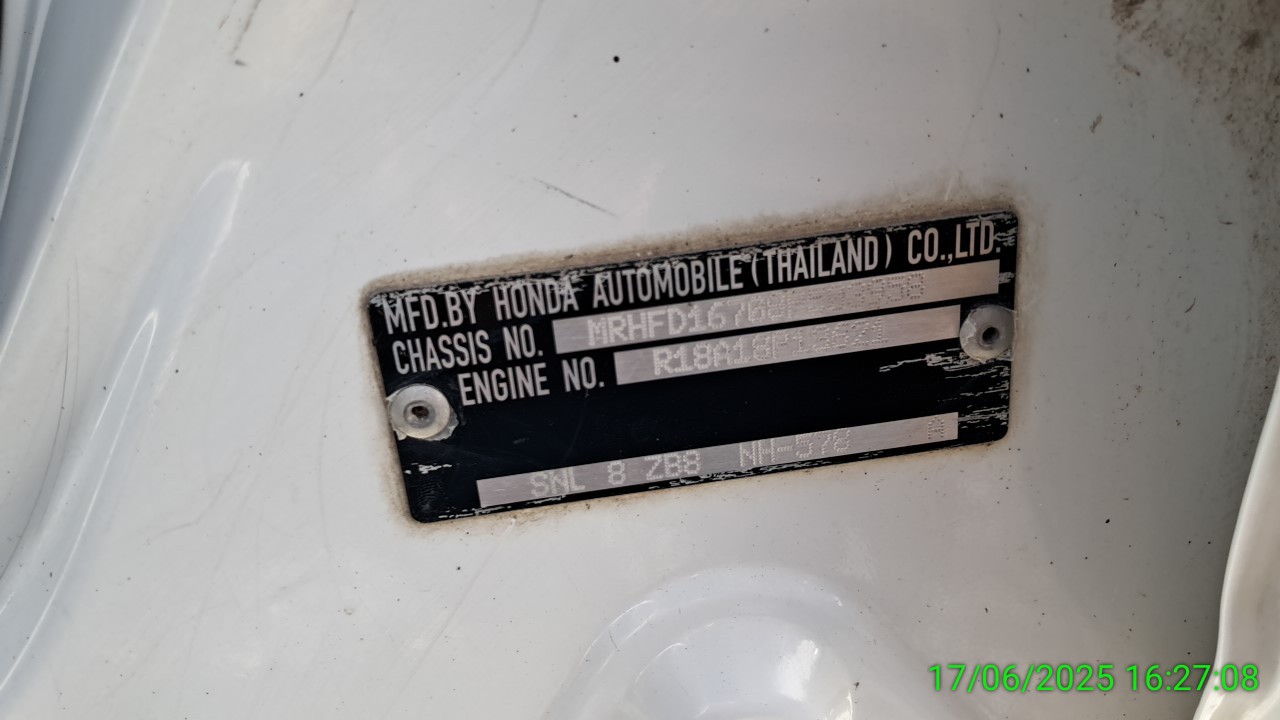 MFD.BY HONDA AUTOMOBILE (THAILAND) CO.,LTD.
CHASSIS NO.
ENGINE NO. R18A18P13621
SNL 8 ZB8 NH-578 A
17/06/2025 16:27:08